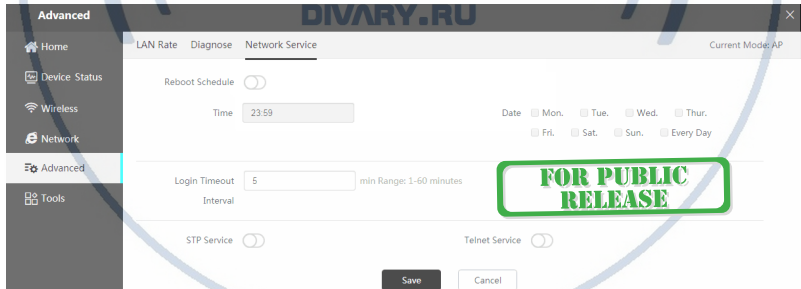 Advanced
DIVARY.RU
Home
LAN Rate Diagnose Network Service
Current Mode: AP
Device Status
Reboot Schedule
Wireless
Time 23:59
Date Mon. Tue. Wed. Thur.
Fri. Sat. Sun. Every Day
Network
Advanced
Login Timeout Interval 5 min Range: 1-60 minutes
FOR PUBLIC
RELEASE
Tools
STP Service
Telnet Service
Save Cancel